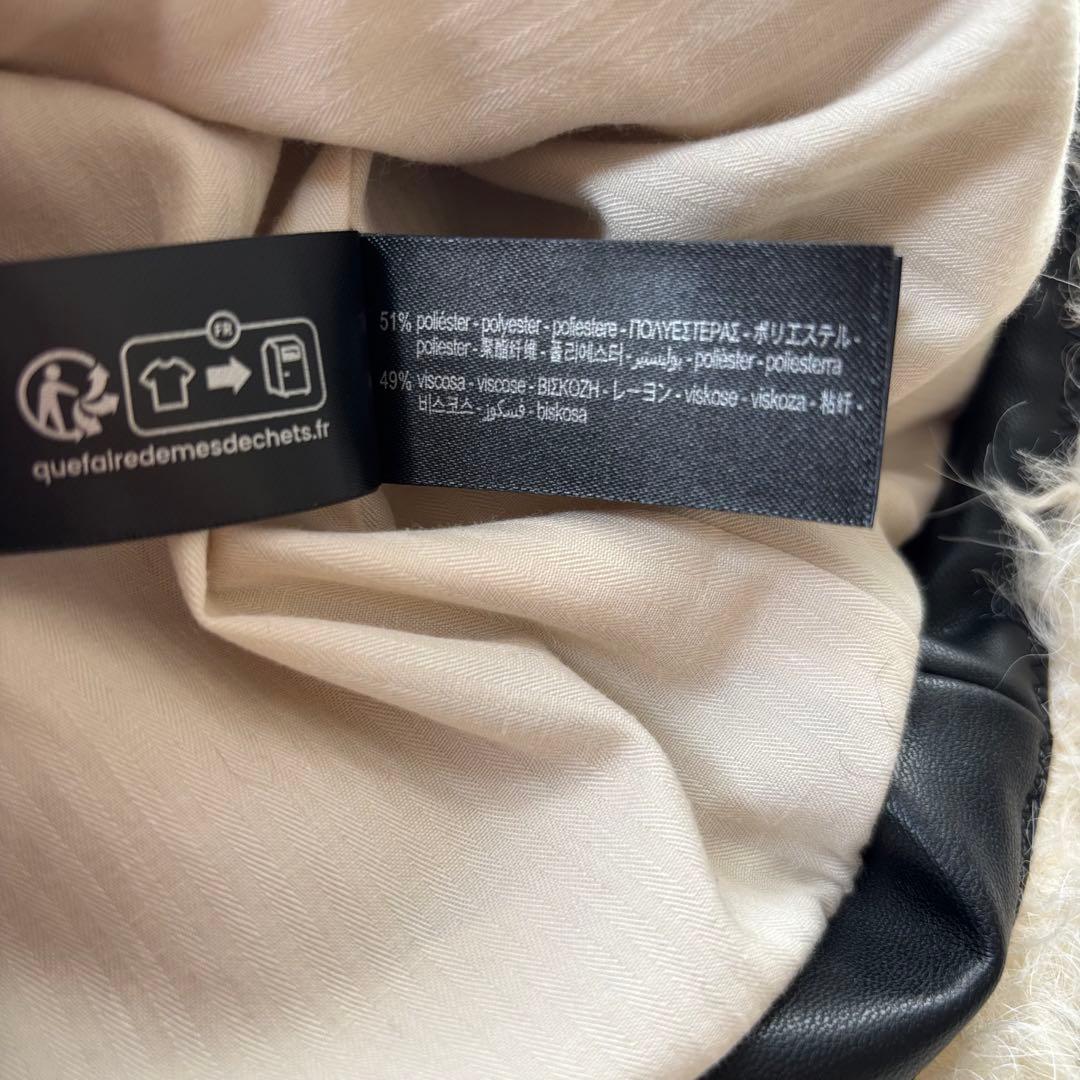 FR
quefairedemesdechets.fr
51% poliéster - polyester - poliestere - ΠΟΛΥΕΣΤΕΡΑΣ - ポリエステル -
poliester - 聚酯纤维 - 폴리에스터 - بوليستير - polièster - poliesterra
49% viscosa - viscose - ΒΙΣΚΟΖΗ - レーヨン - viskose - viskoza - 粘纤 -
비스코스 - فسكوز - biskosa